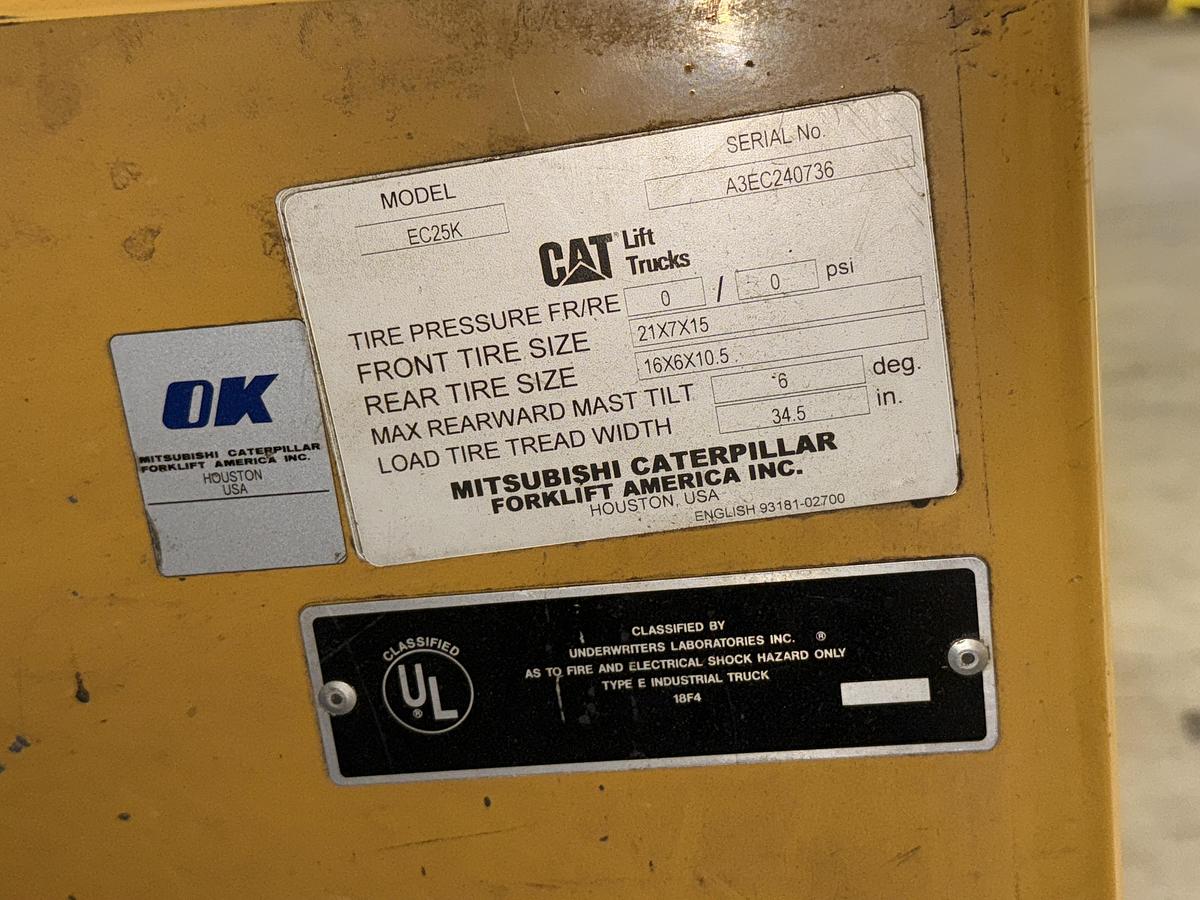 MODEL
SERIAL No.
EC25K
A3EC240736
CAT Lift
Trucks
TIRE PRESSURE FR/RE 0 / 0 psi
FRONT TIRE SIZE 21X7X15
REAR TIRE SIZE 16X6X10.5
MAX REARWARD MAST TILT 6 deg.
LOAD TIRE TREAD WIDTH 34.5 in.
MITSUBISHI CATERPILLAR
FORKLIFT AMERICA INC.
HOUSTON, USA
ENGLISH 93181-02700
OK
MITSUBISHI CATERPILLAR
FORKLIFT AMERICA INC.
HOUSTON
USA
CLASSIFIED
UL ®
CLASSIFIED BY
UNDERWRITERS LABORATORIES INC. ®
AS TO FIRE AND ELECTRICAL SHOCK HAZARD ONLY
TYPE E INDUSTRIAL TRUCK
18F4